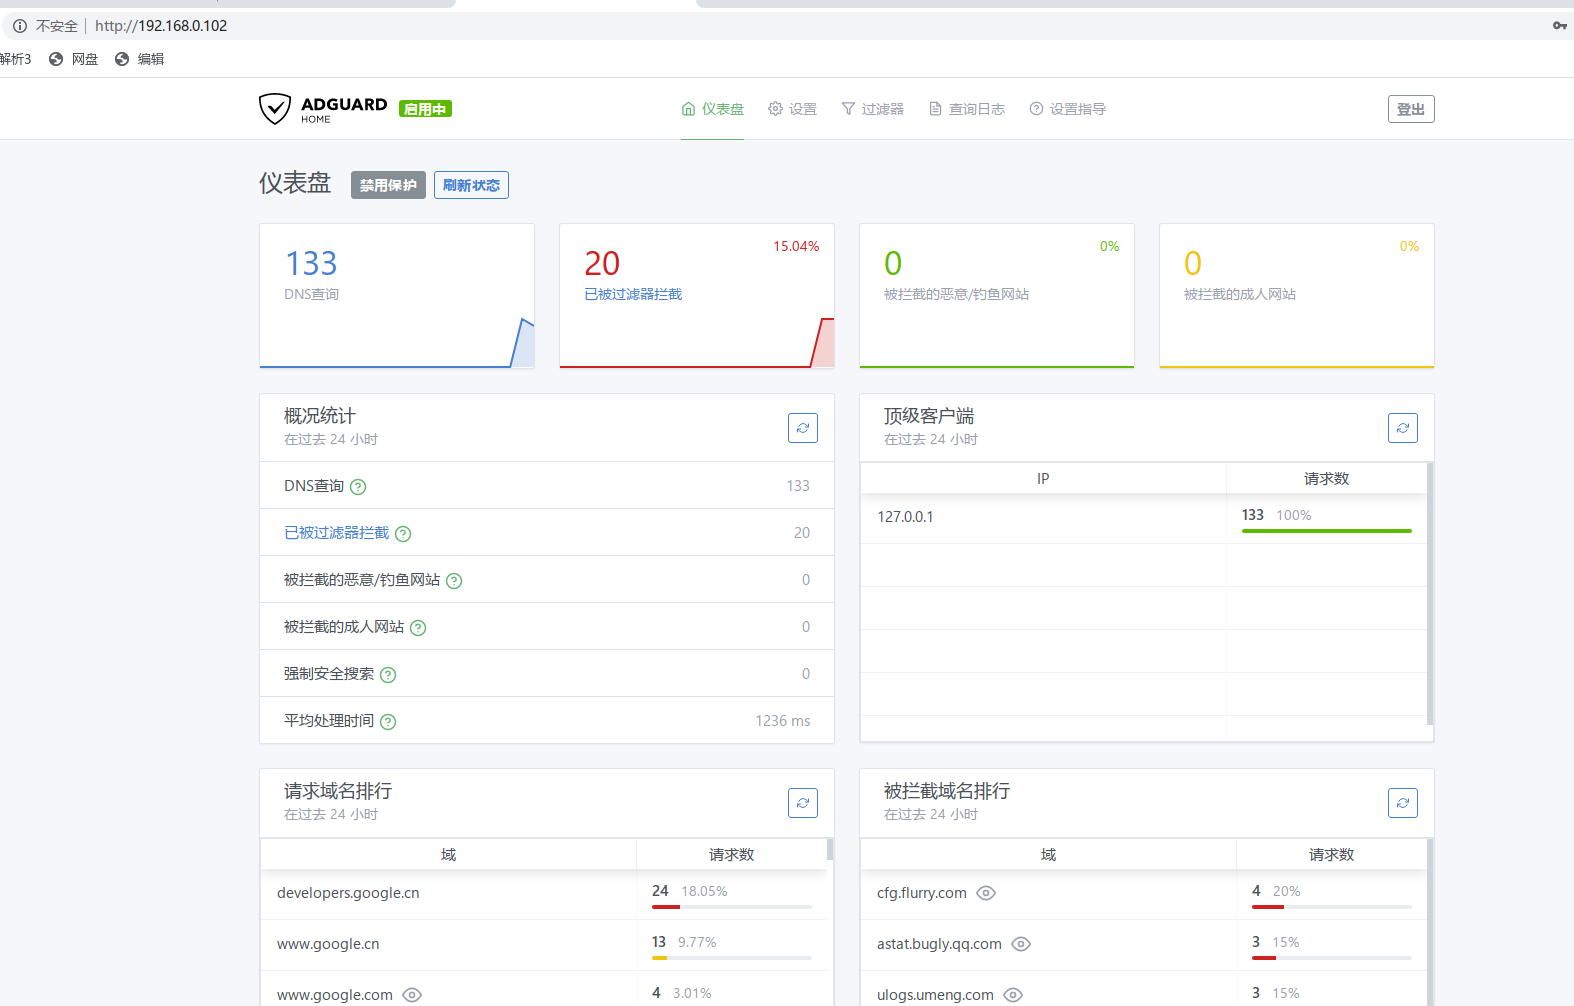 不安全 http://192.168.0.102
解析3 网盘 编辑
ADGUARD HOME 启用中 仪表盘 设置 过滤器 查询日志 设置指导 登出
仪表盘 禁用保护 刷新状态
133
DNS查询
15.04%
20
已被过滤器拦截
0%
0
被拦截的恶意/钓鱼网站
0%
0
被拦截的成人网站
概况统计
在过去 24 小时
DNS查询 133
已被过滤器拦截 20
被拦截的恶意/钓鱼网站 0
被拦截的成人网站 0
强制安全搜索 0
平均处理时间 1236 ms
顶级客户端
在过去 24 小时
IP 请求数
127.0.0.1 133 100%
请求域名排行
在过去 24 小时
域 请求数
developers.google.cn 24 18.05%
www.google.cn 13 9.77%
www.google.com 4 3.01%
被拦截域名排行
在过去 24 小时
域 请求数
cfg.flurry.com 4 20%
astat.bugly.qq.com 3 15%
ulogs.umeng.com 3 15%